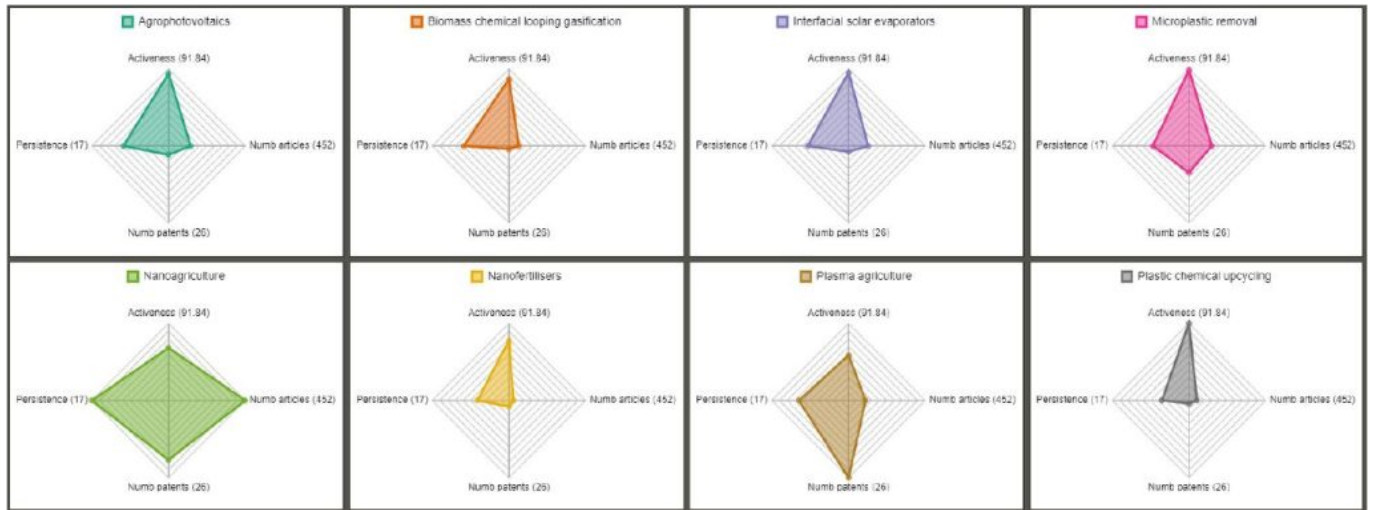 Agrophotovoltaics
Activeness (91.84)
Persistence (17)
Numb articles (452)
Numb patents (26)
Biomass chemical looping gasification
Activeness (91.84)
Persistence (17)
Numb articles (452)
Numb patents (26)
Interfacial solar evaporators
Activeness (91.84)
Persistence (17)
Numb articles (452)
Numb patents (26)
Microplastic removal
Activeness (91.84)
Persistence (17)
Numb articles (452)
Numb patents (26)
Nanoagriculture
Activeness (91.84)
Persistence (17)
Numb articles (452)
Numb patents (26)
Nanofertilisers
Activeness (91.84)
Persistence (17)
Numb articles (452)
Numb patents (26)
Plasma agriculture
Activeness (91.84)
Persistence (17)
Numb articles (452)
Numb patents (26)
Plastic chemical upcycling
Activeness (91.84)
Persistence (17)
Numb articles (452)
Numb patents (26)